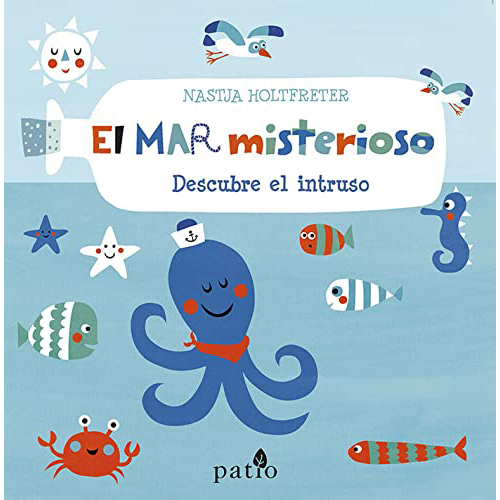 NASTJA HOLTFRETER
El MAR misterioso
Descubre el intruso
patio